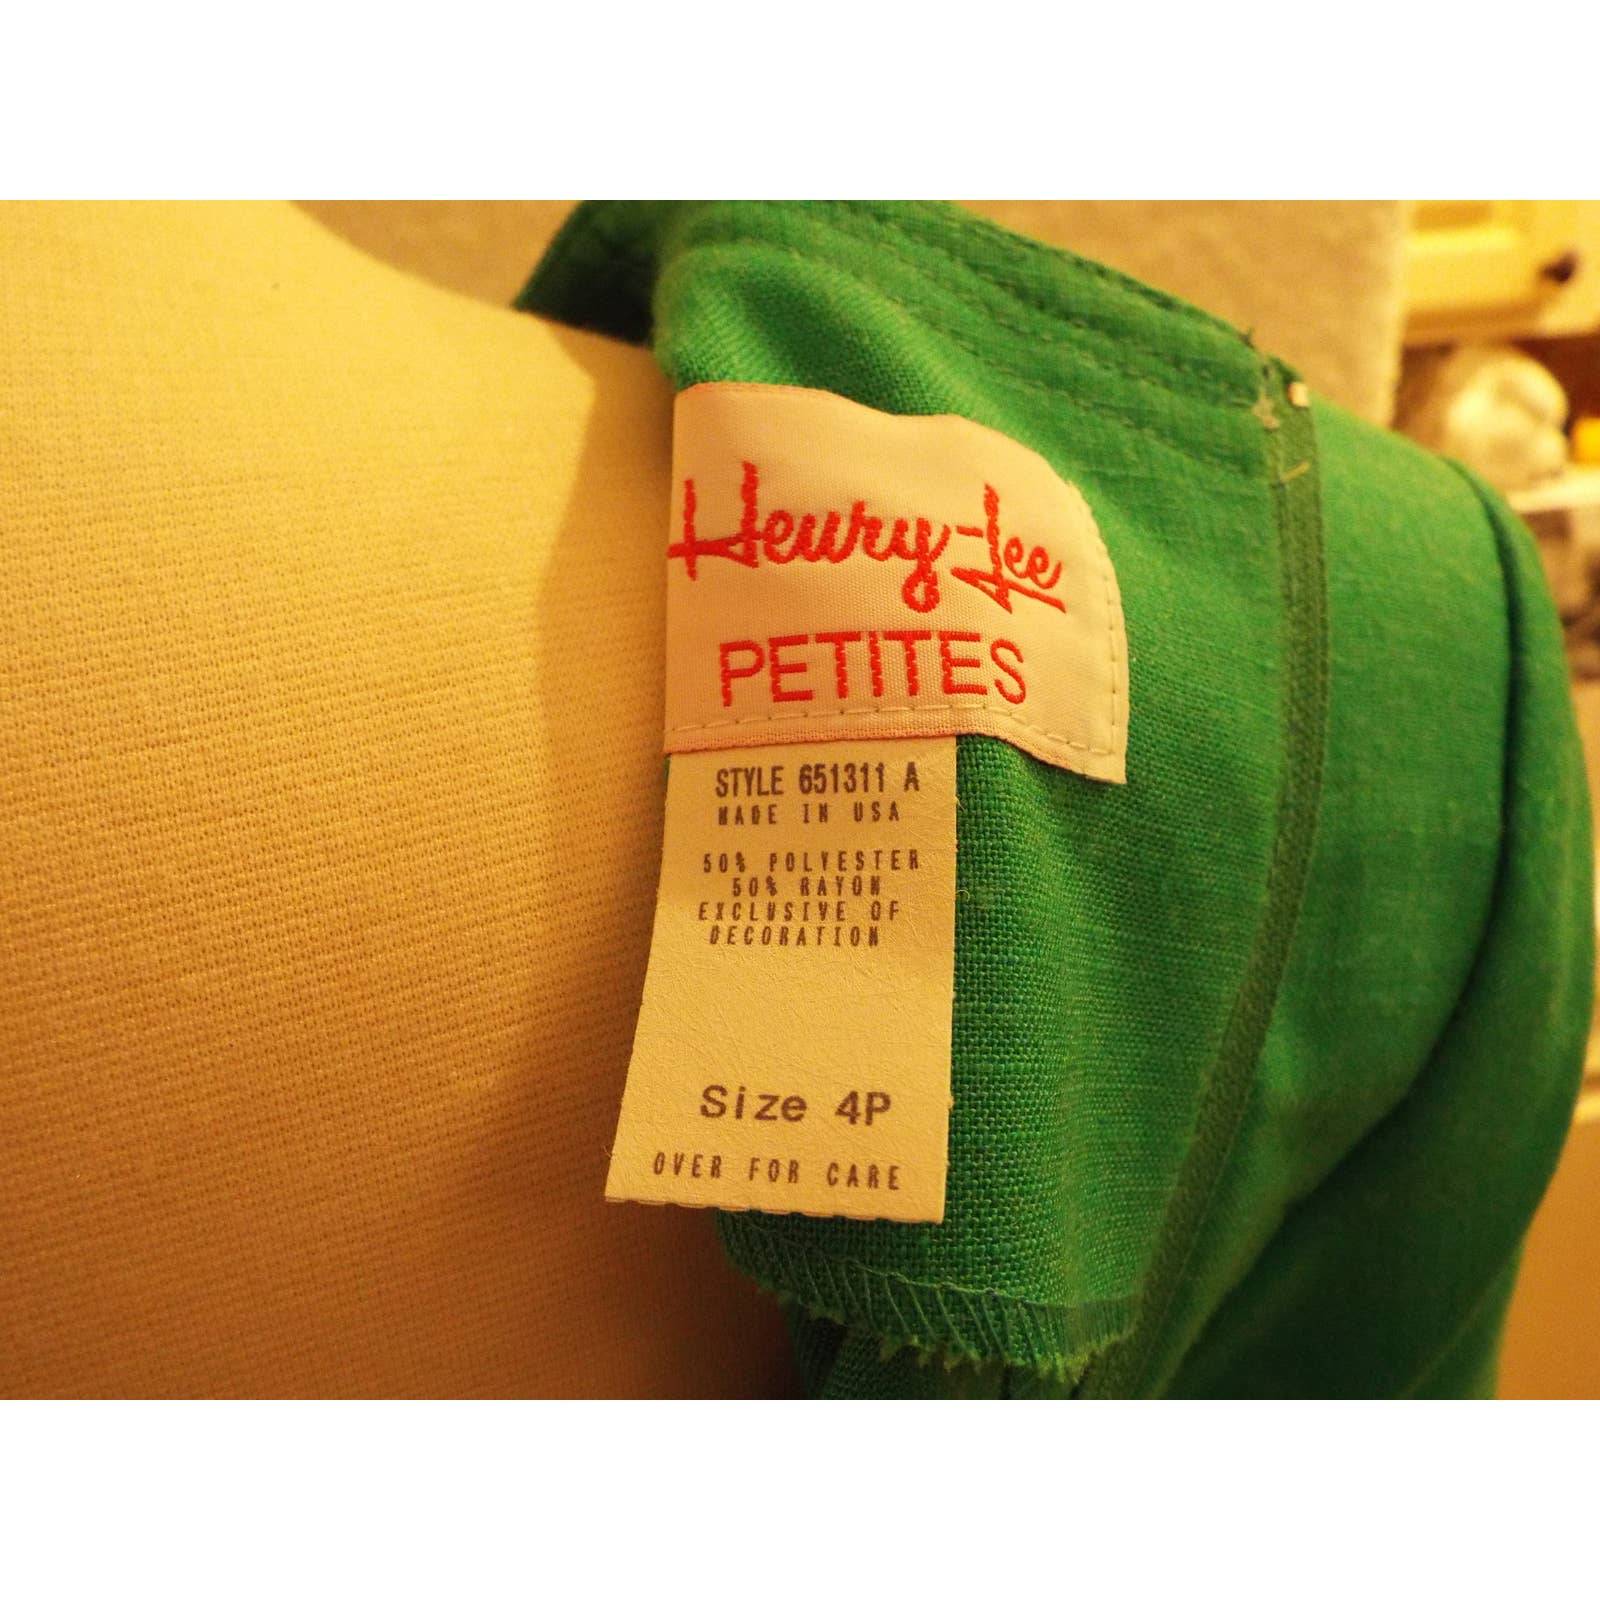 Henry-Lee
PETITES
STYLE 651311 A
MADE IN USA
50% POLYESTER
50% RAYON
EXCLUSIVE OF
DECORATION
Size 4P
OVER FOR CARE